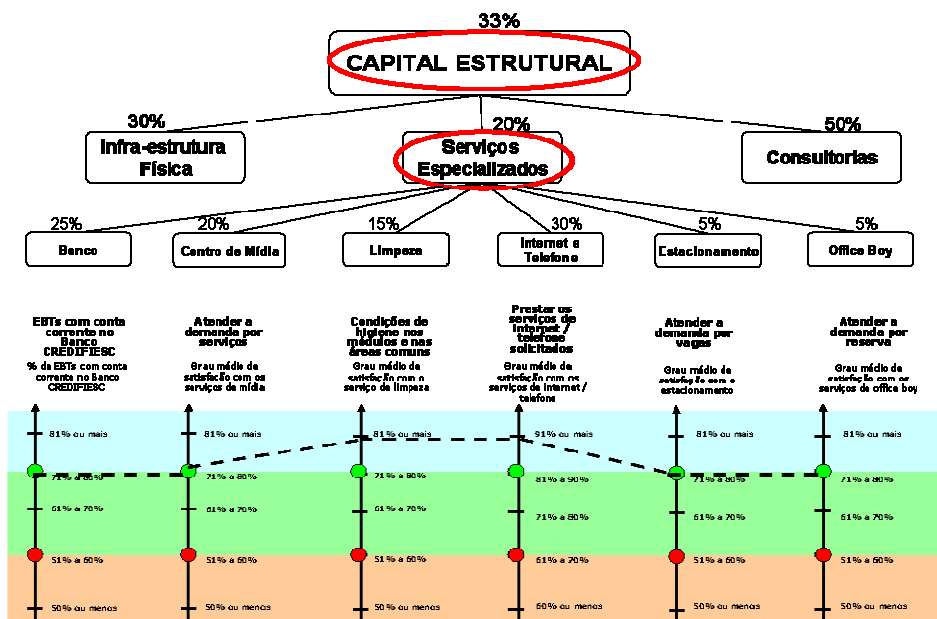 33%
CAPITAL ESTRUTURAL
30%
20%
50%
Infra-estrutura
Física
Serviços
Especializados
Consultorias
25%
20%
15%
30%
5%
5%
Banco
Centro de Mídia
Limpeza
Internet e
Telefone
Estacionamento
Office Boy
EBTs com conta
corrente no
Banco
CREDIFIESC
Atender a
demanda por
serviços
Condições de
higiene nos
módulos e nas
áreas comuns
Prestar os
serviços de
internet /
telefone
solicitados
Atender a
demanda por
vagas
Atender a
demanda por
reserva
% de EBTs com conta
corrente no Banco
CREDIFIESC
Grau médio de
satisfação com os
serviços de mídia
Grau médio de
satisfação com o
serviço de limpeza
Grau médio de
satisfação com os
serviços de Internet /
telefone
Grau médio de
satisfação com o
estacionamento
Grau médio de
satisfação com os
serviços de office boy
81% ou mais
81% ou mais
81% ou mais
91% ou mais
81% ou mais
81% ou mais
71% a 80%
71% a 80%
71% a 80%
81% a 90%
71% a 80%
71% a 80%
61% a 70%
61% a 70%
61% a 70%
71% a 80%
61% a 70%
61% a 70%
51% a 60%
51% a 60%
51% a 60%
61% a 70%
51% a 60%
51% a 60%
50% ou menos
50% ou menos
50% ou menos
60% ou menos
50% ou menos
50% ou menos